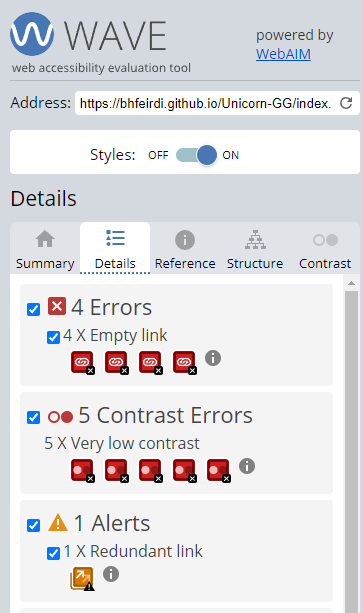 WAVE
web accessibility evaluation tool
powered by
WebAIM
Address: https://bhfeirdi.github.io/Unicorn-GG/index.
Styles: OFF ON
Details
Summary Details Reference Structure Contrast
4 Errors
4 X Empty link
5 Contrast Errors
5 X Very low contrast
1 Alerts
1 X Redundant link